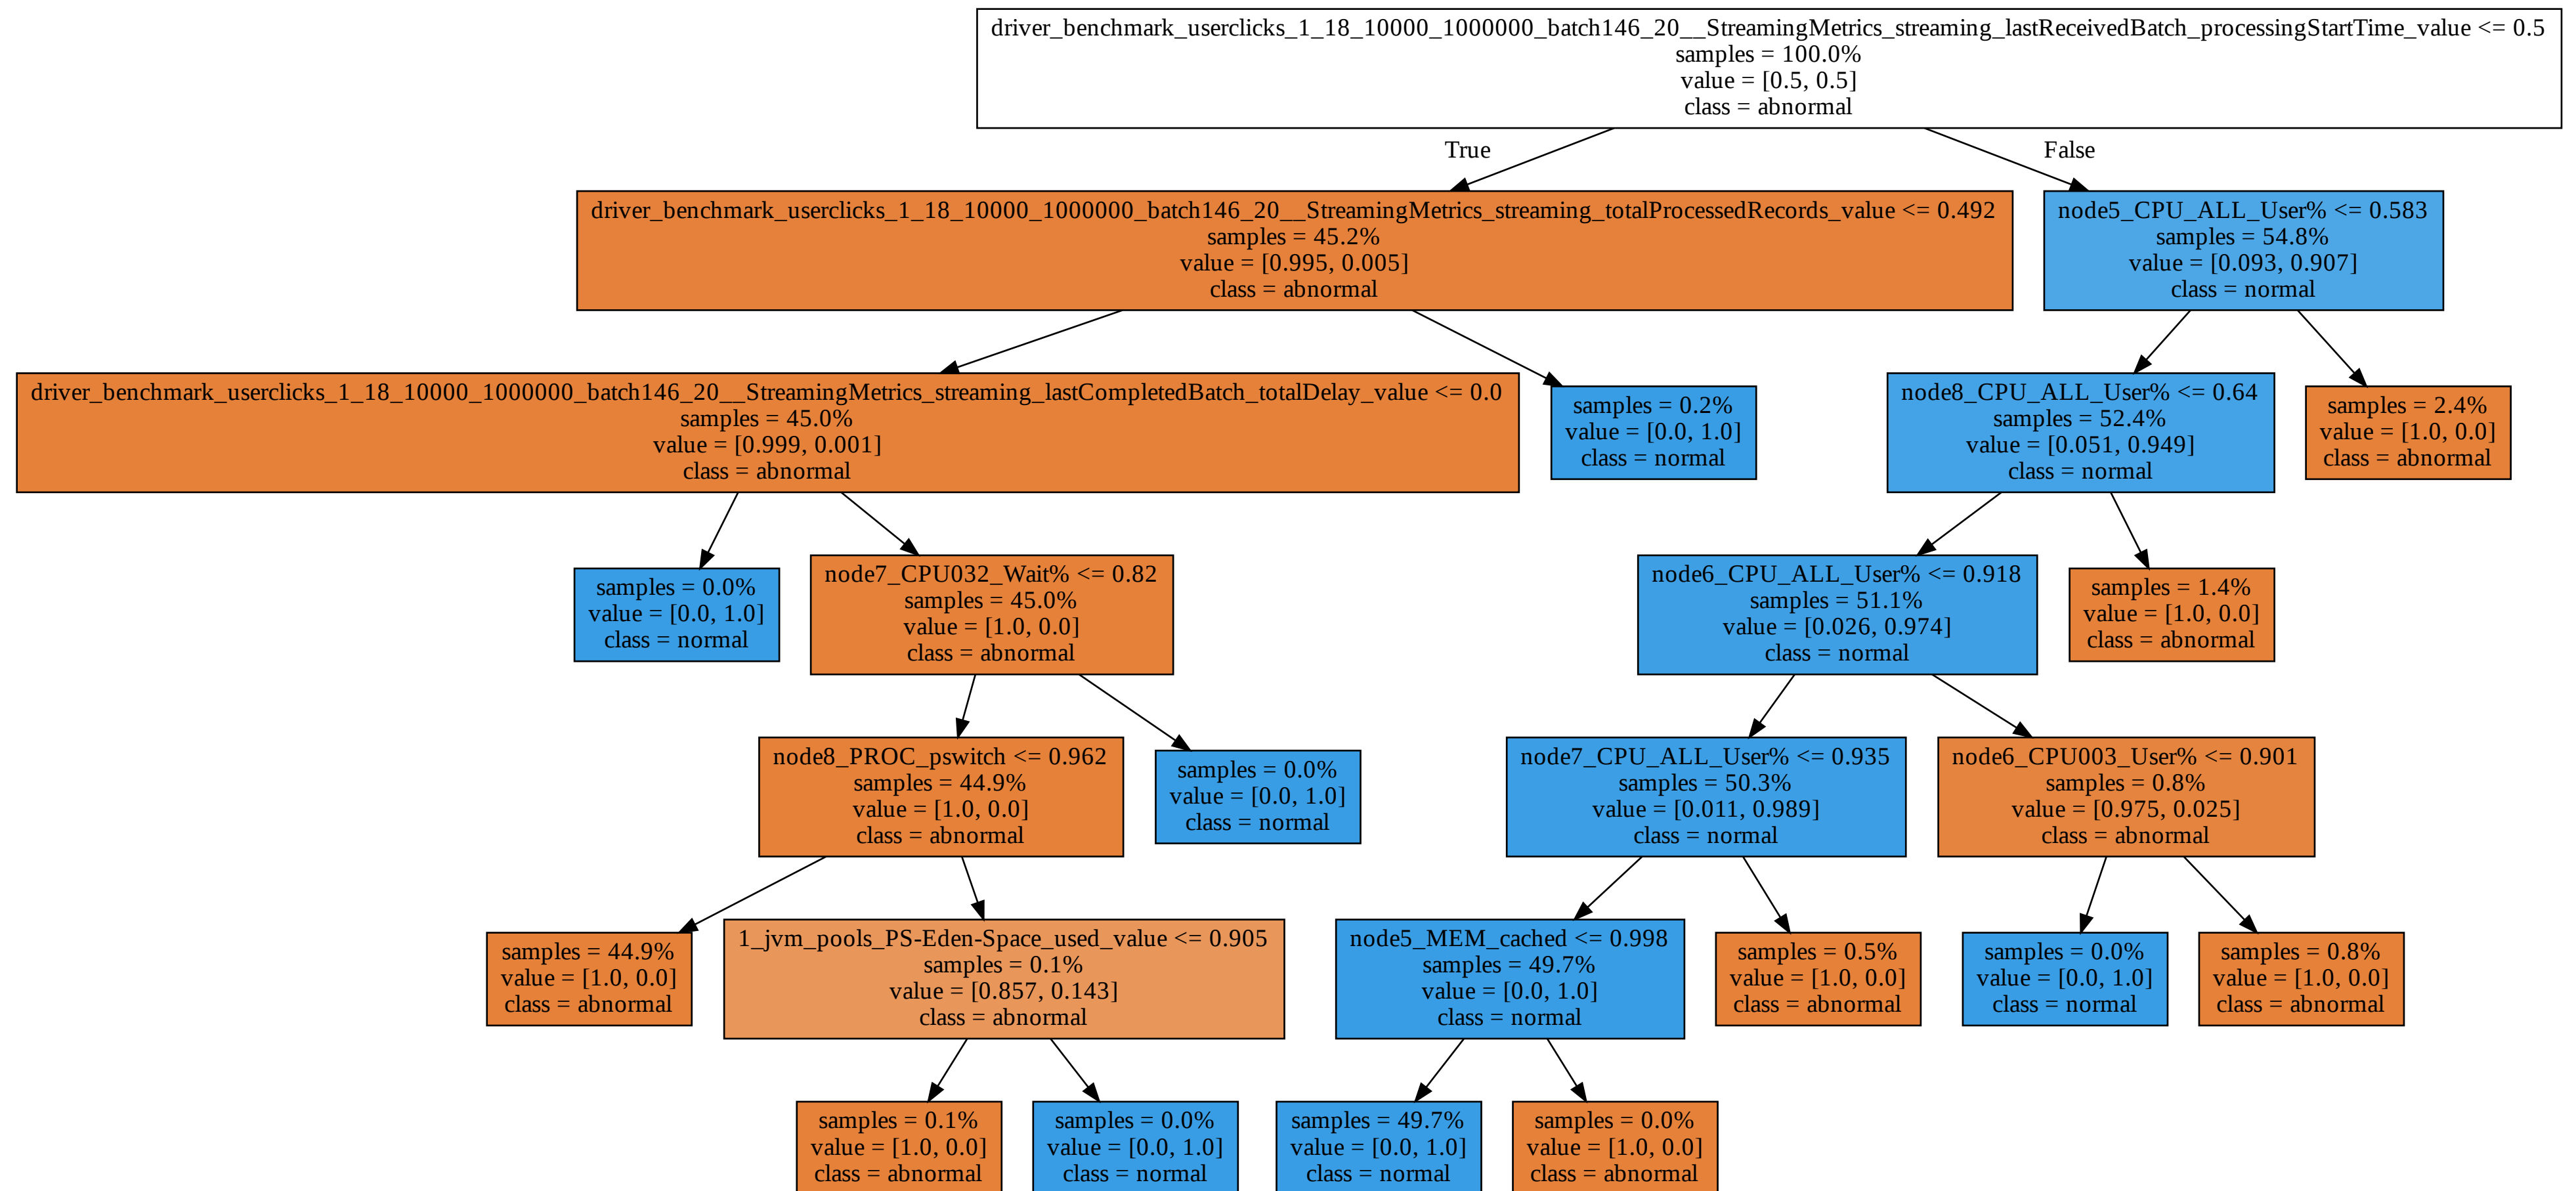 driver_benchmark_userclicks_1_18_10000_1000000_batch146_20__StreamingMetrics_streaming_lastReceivedBatch_processingStartTime_value <= 0.5
samples = 100.0%
value = [0.5, 0.5]
class = abnormal
True
False
driver_benchmark_userclicks_1_18_10000_1000000_batch146_20__StreamingMetrics_streaming_totalProcessedRecords_value <= 0.492
samples = 45.2%
value = [0.995, 0.005]
class = abnormal
node5_CPU_ALL_User% <= 0.583
samples = 54.8%
value = [0.093, 0.907]
class = normal
driver_benchmark_userclicks_1_18_10000_1000000_batch146_20__StreamingMetrics_streaming_lastCompletedBatch_totalDelay_value <= 0.0
samples = 45.0%
value = [0.999, 0.001]
class = abnormal
samples = 0.2%
value = [0.0, 1.0]
class = normal
node8_CPU_ALL_User% <= 0.64
samples = 52.4%
value = [0.051, 0.949]
class = normal
samples = 2.4%
value = [1.0, 0.0]
class = abnormal
samples = 0.0%
value = [0.0, 1.0]
class = normal
node7_CPU032_Wait% <= 0.82
samples = 45.0%
value = [1.0, 0.0]
class = abnormal
node6_CPU_ALL_User% <= 0.918
samples = 51.1%
value = [0.026, 0.974]
class = normal
samples = 1.4%
value = [1.0, 0.0]
class = abnormal
node8_PROC_pswitch <= 0.962
samples = 44.9%
value = [1.0, 0.0]
class = abnormal
samples = 0.0%
value = [0.0, 1.0]
class = normal
node7_CPU_ALL_User% <= 0.935
samples = 50.3%
value = [0.011, 0.989]
class = normal
node6_CPU003_User% <= 0.901
samples = 0.8%
value = [0.975, 0.025]
class = abnormal
samples = 44.9%
value = [1.0, 0.0]
class = abnormal
1_jvm_pools_PS-Eden-Space_used_value <= 0.905
samples = 0.1%
value = [0.857, 0.143]
class = abnormal
node5_MEM_cached <= 0.998
samples = 49.7%
value = [0.0, 1.0]
class = normal
samples = 0.5%
value = [1.0, 0.0]
class = abnormal
samples = 0.0%
value = [0.0, 1.0]
class = normal
samples = 0.8%
value = [1.0, 0.0]
class = abnormal
samples = 0.1%
value = [1.0, 0.0]
class = abnormal
samples = 0.0%
value = [0.0, 1.0]
class = normal
samples = 49.7%
value = [0.0, 1.0]
class = normal
samples = 0.0%
value = [1.0, 0.0]
class = abnormal